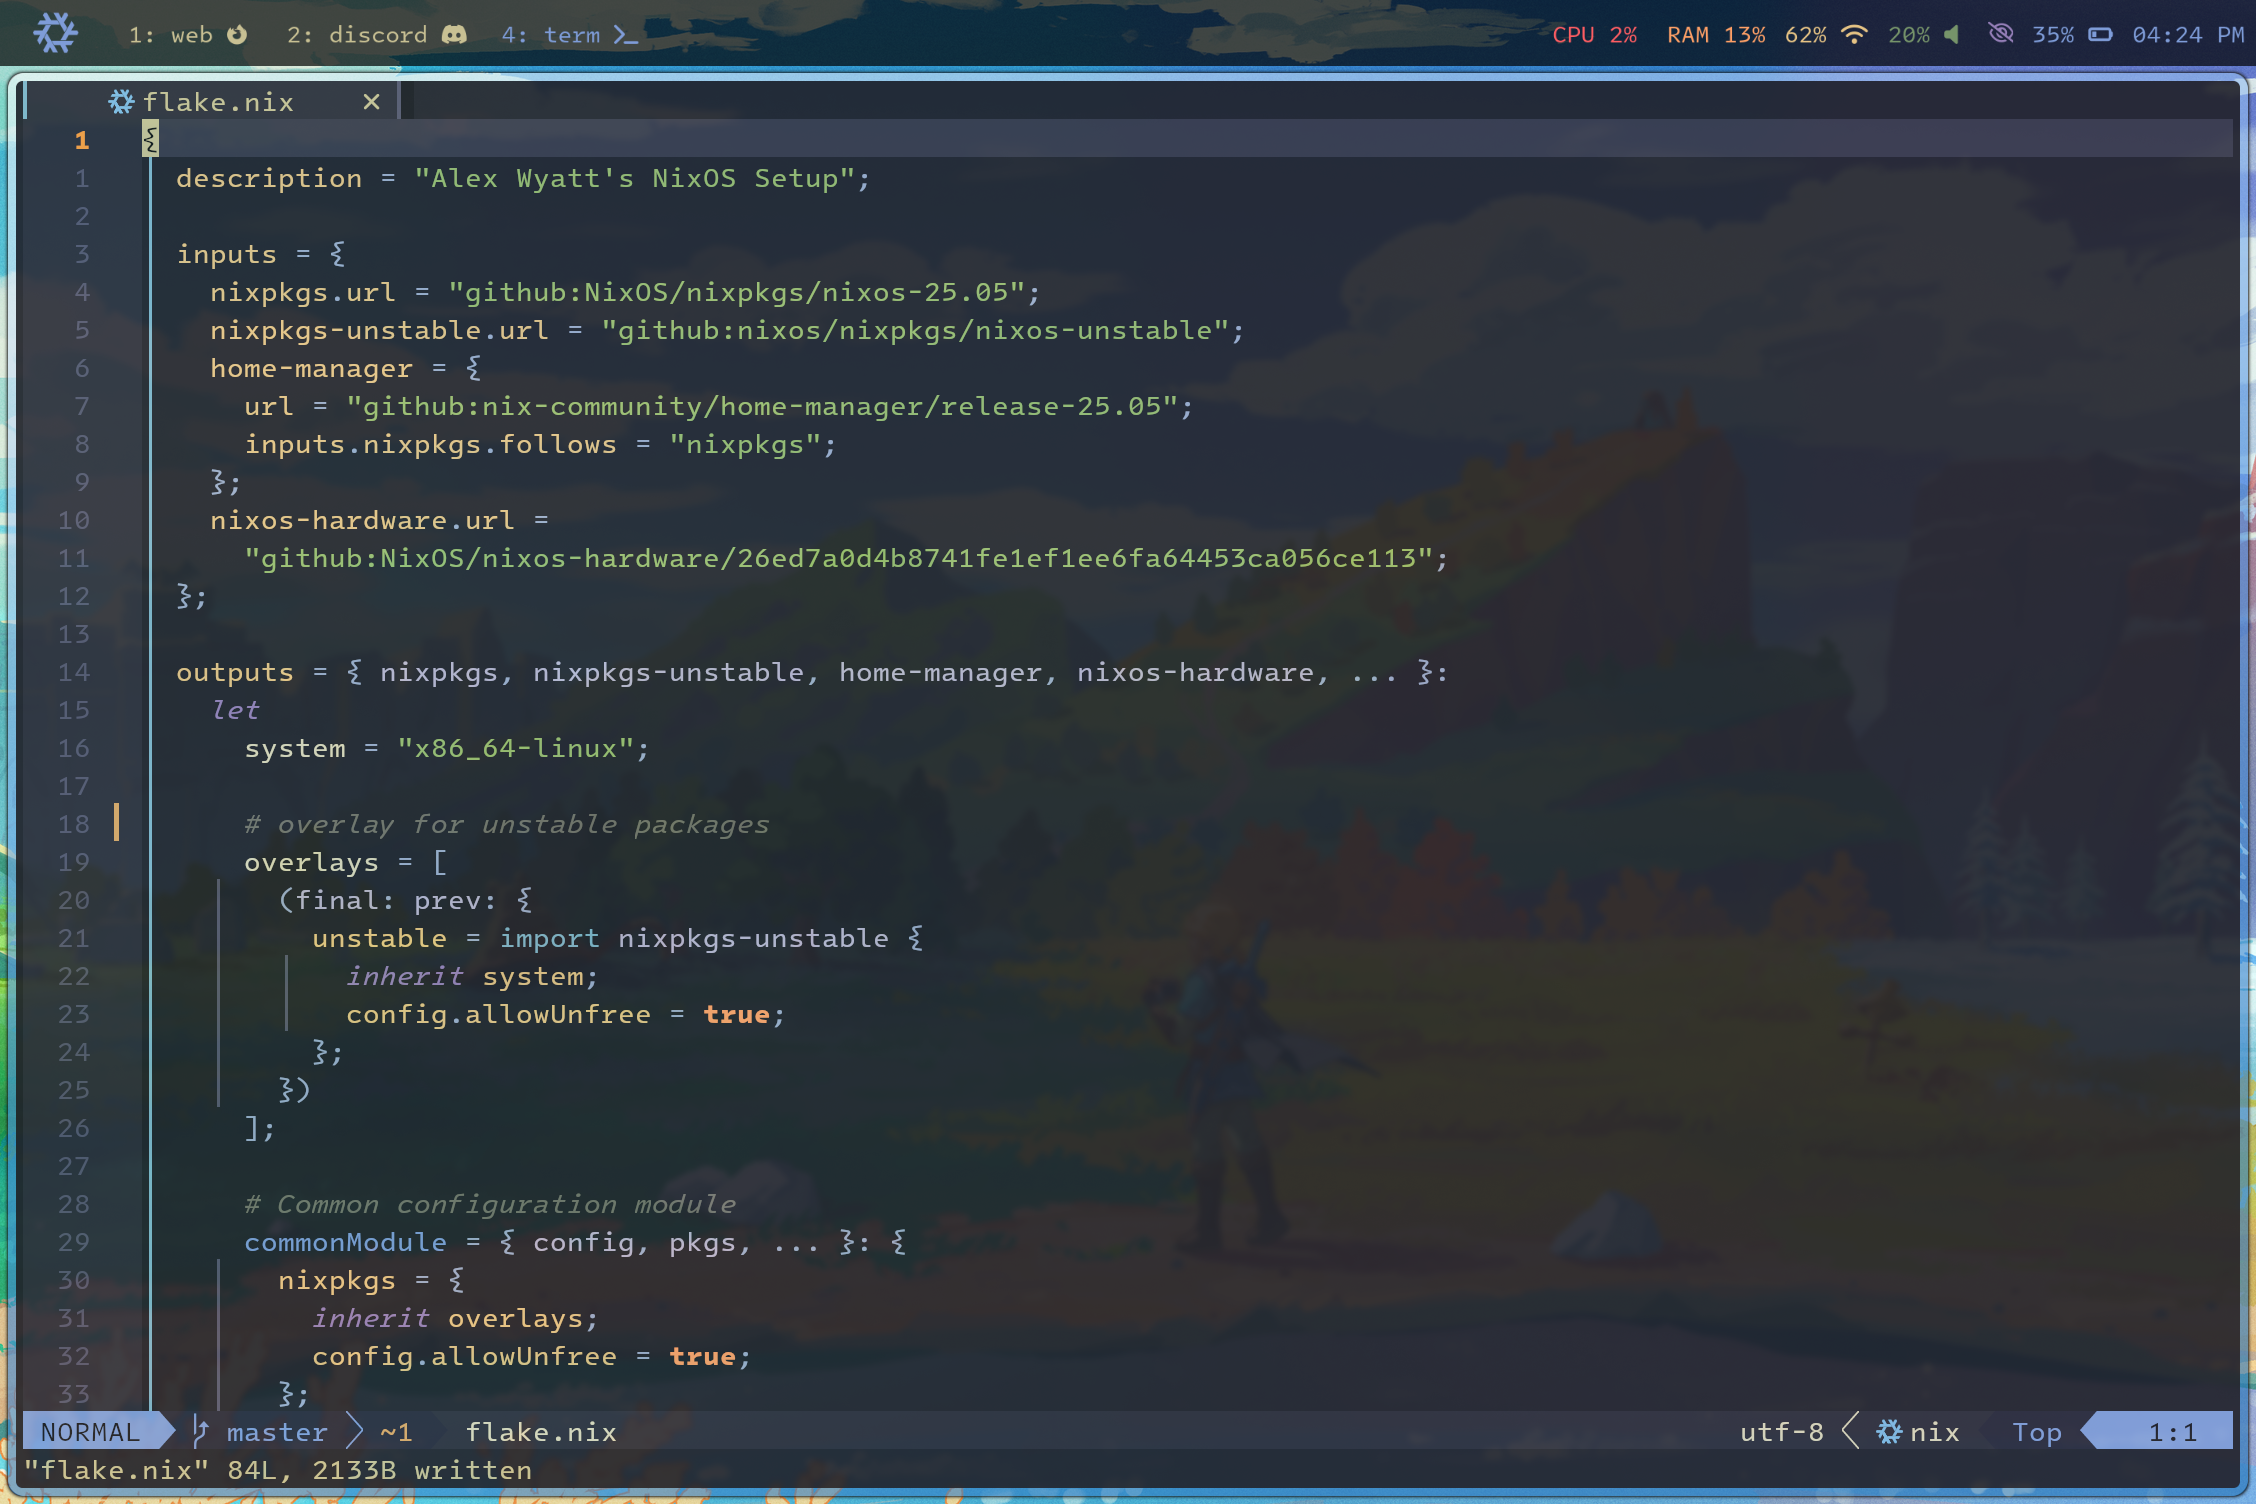 1: web 2: discord 4: term CPU 2% RAM 13% 62% 20% 35% 04:24 PM
flake.nix ×
1 {
1 description = "Alex Wyatt's NixOS Setup";
2
3 inputs = {
4 nixpkgs.url = "github:NixOS/nixpkgs/nixos-25.05";
5 nixpkgs-unstable.url = "github:nixos/nixpkgs/nixos-unstable";
6 home-manager = {
7 url = "github:nix-community/home-manager/release-25.05";
8 inputs.nixpkgs.follows = "nixpkgs";
9 };
10 nixos-hardware.url =
11 "github:NixOS/nixos-hardware/26ed7a0d4b8741fe1ef1ee6fa64453ca056ce113";
12 };
13
14 outputs = { nixpkgs, nixpkgs-unstable, home-manager, nixos-hardware, ... }:
15 let
16 system = "x86_64-linux";
17
18 # overlay for unstable packages
19 overlays = [
20 (final: prev: {
21 unstable = import nixpkgs-unstable {
22 inherit system;
23 config.allowUnfree = true;
24 };
25 })
26 ];
27
28 # Common configuration module
29 commonModule = { config, pkgs, ... }: {
30 nixpkgs = {
31 inherit overlays;
32 config.allowUnfree = true;
33 };
NORMAL master ~1 flake.nix utf-8 nix Top 1:1
"flake.nix" 84L, 2133B written